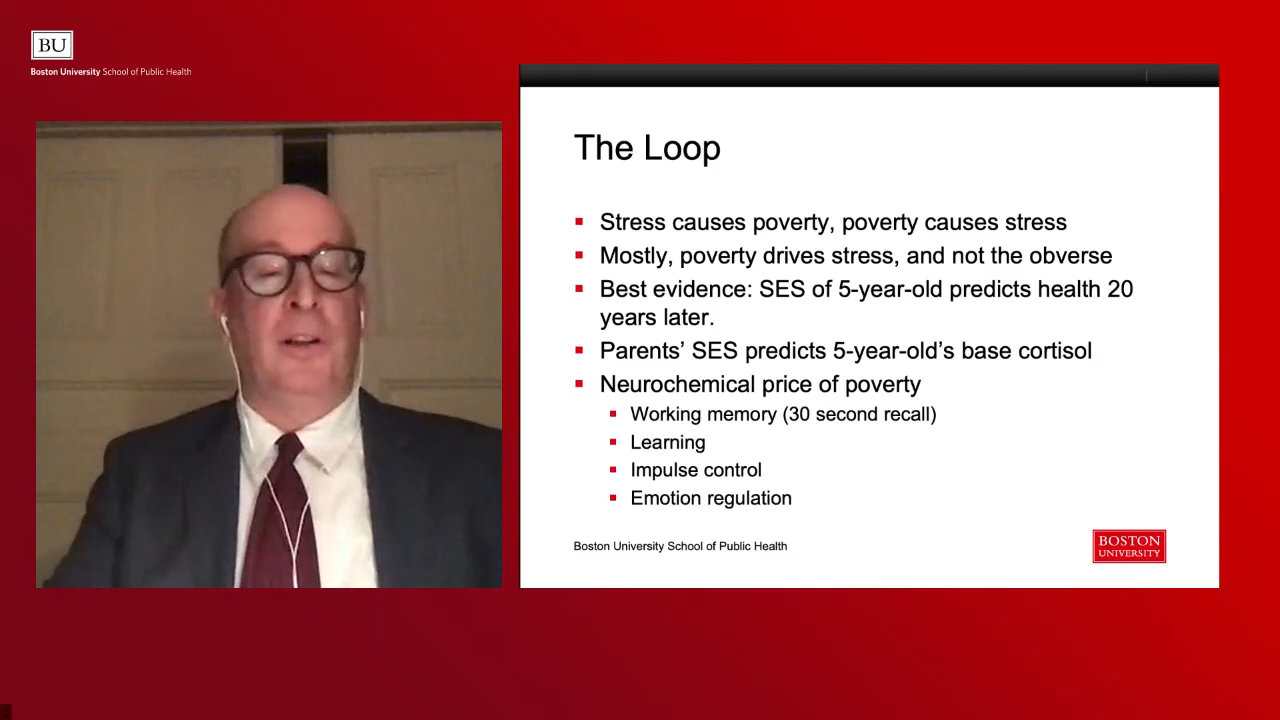 BU
Boston University School of Public Health
The Loop
Stress causes poverty, poverty causes stress
Mostly, poverty drives stress, and not the obverse
Best evidence: SES of 5-year-old predicts health 20
years later.
Parents’ SES predicts 5-year-old’s base cortisol
Neurochemical price of poverty
Working memory (30 second recall)
Learning
Impulse control
Emotion regulation
Boston University School of Public Health
BOSTON
UNIVERSITY